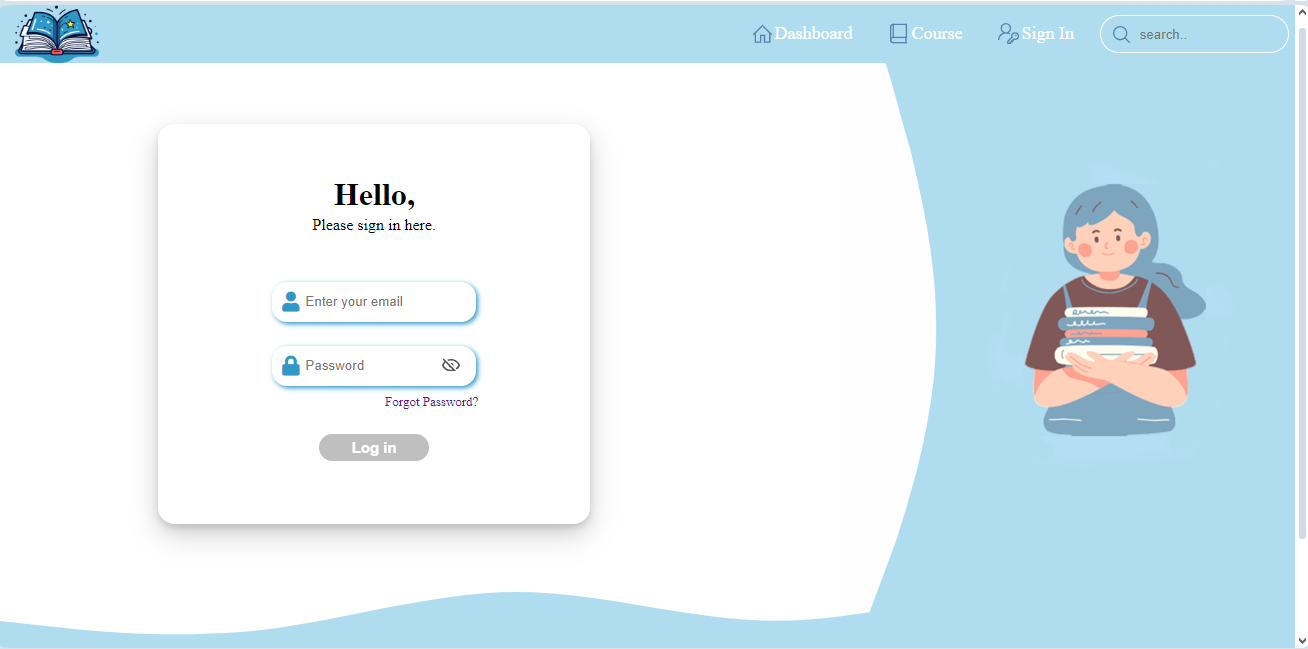 Dashboard
Course
Sign In
search..
Hello,
Please sign in here.
Enter your email
Password
Forgot Password?
Log in